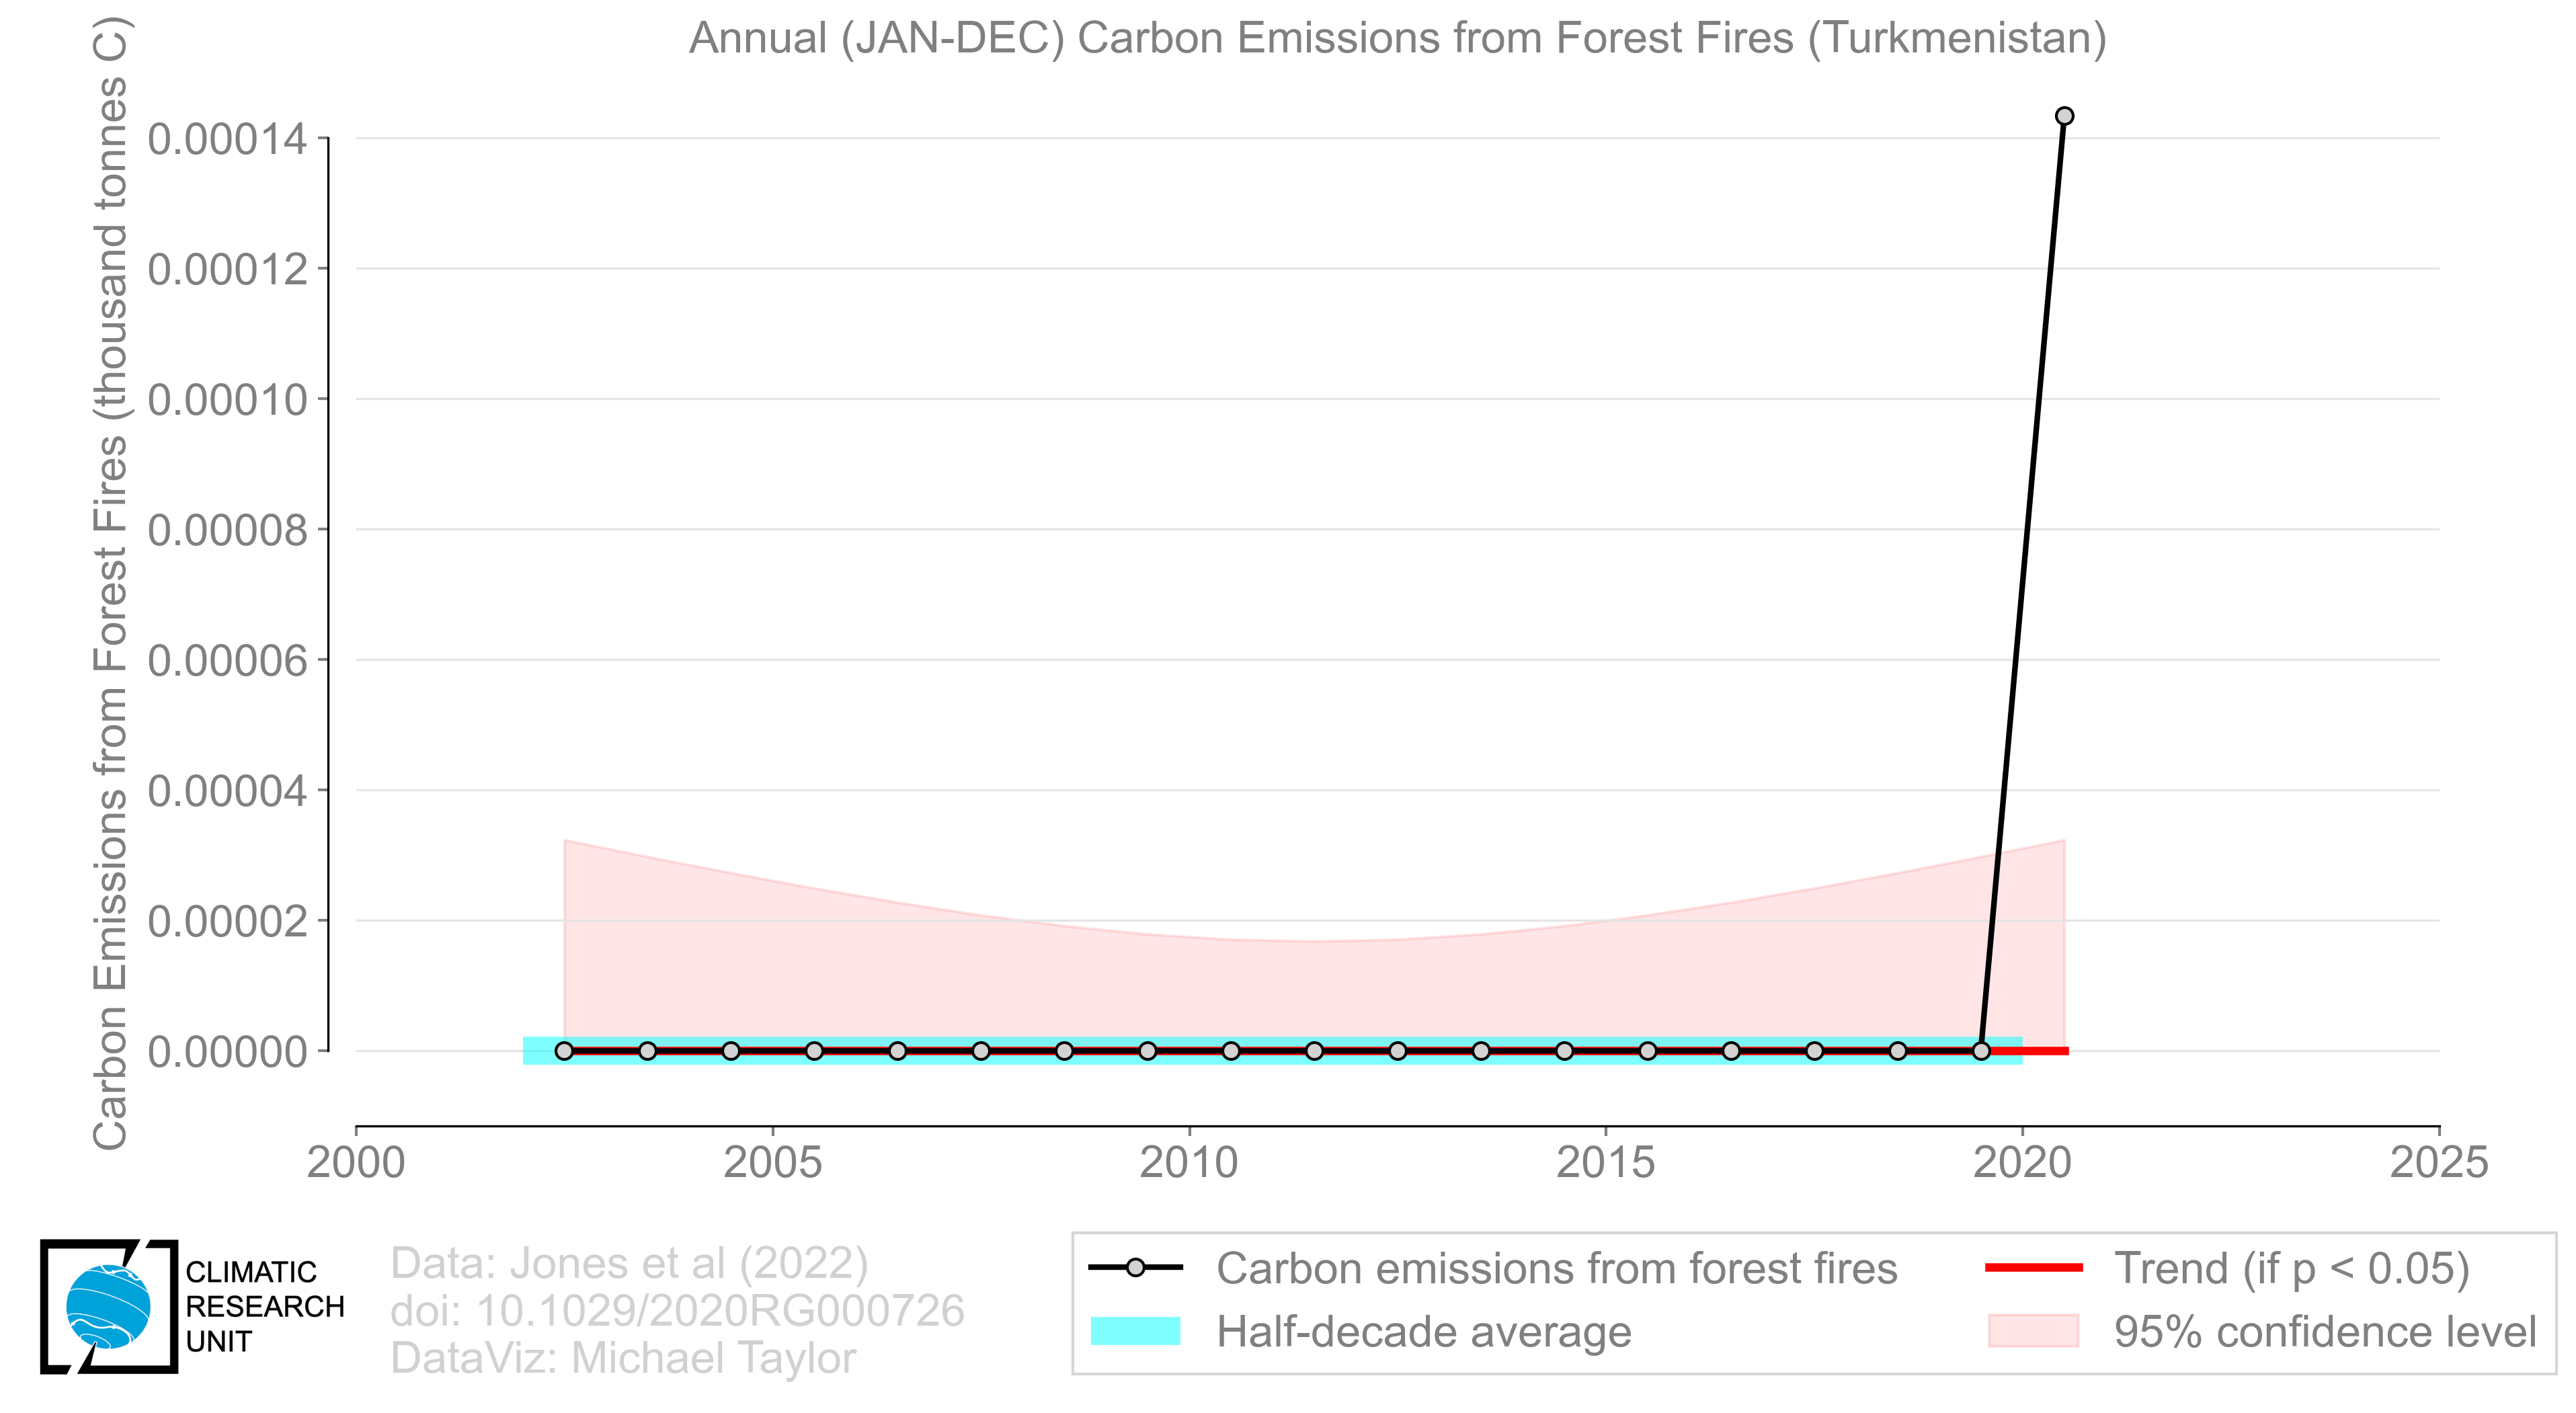 Annual (JAN-DEC) Carbon Emissions from Forest Fires (Turkmenistan)
Carbon Emissions from Forest Fires (thousand tonnes C)
0.00014
0.00012
0.00010
0.00008
0.00006
0.00004
0.00002
0.00000
2000 2005 2010 2015 2020 2025
CLIMATIC
RESEARCH
UNIT
Data: Jones et al (2022)
doi: 10.1029/2020RG000726
DataViz: Michael Taylor
Carbon emissions from forest fires
Half-decade average
Trend (if p < 0.05)
95% confidence level